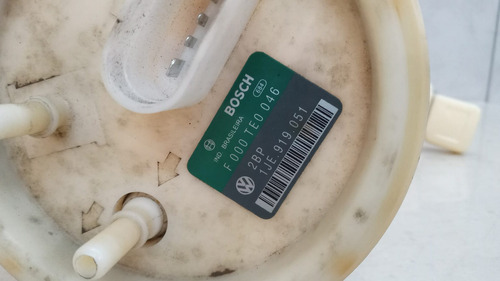 BOSCH
IND. BRASILEIRA
F 000 TE0 046
2BP
1JE.919.051